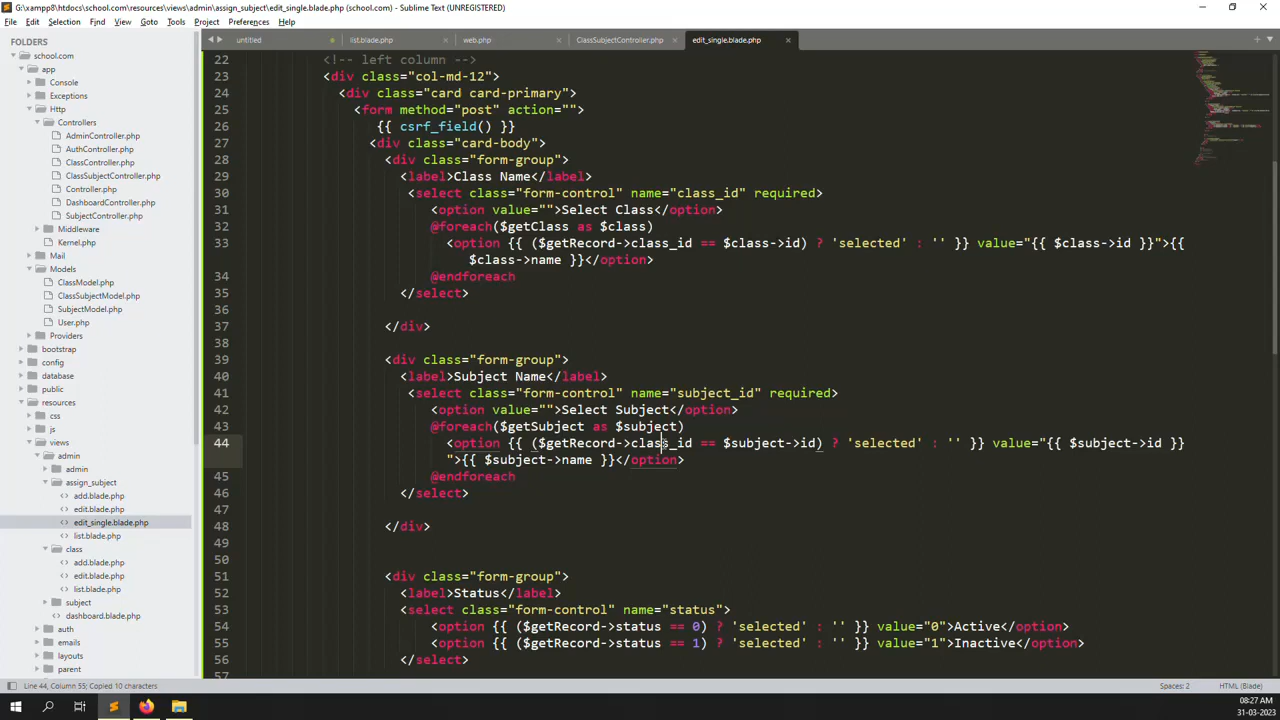 G:\xampp8\htdocs\school.com\resources\views\admin\assign_subject\edit_single.blade.php (school.com) - Sublime Text (UNREGISTERED)
File Edit Selection Find View Goto Tools Project Preferences Help
FOLDERS
school.com
app
Console
Exceptions
Http
Controllers
AdminController.php
AuthController.php
ClassController.php
ClassSubjectController.php
Controller.php
DashboardController.php
SubjectController.php
Middleware
Kernel.php
Mail
Models
ClassModel.php
ClassSubjectModel.php
SubjectModel.php
User.php
Providers
bootstrap
config
database
public
resources
css
js
views
admin
admin
assign_subject
add.blade.php
edit.blade.php
edit_single.blade.php
list.blade.php
class
add.blade.php
edit.blade.php
list.blade.php
subject
dashboard.blade.php
auth
emails
layouts
parent
untitled list.blade.php web.php ClassSubjectController.php edit_single.blade.php
22 <!-- left column -->
23 <div class="col-md-12">
24 <div class="card card-primary">
25 <form method="post" action="">
26 {{ csrf_field() }}
27 <div class="card-body">
28 <div class="form-group">
29 <label>Class Name</label>
30 <select class="form-control" name="class_id" required>
31 <option value="">Select Class</option>
32 @foreach($getClass as $class)
33 <option {{ ($getRecord->class_id == $class->id) ? 'selected' : '' }} value="{{ $class->id }}">{{
$class->name }}</option>
34 @endforeach
35 </select>
36
37 </div>
38
39 <div class="form-group">
40 <label>Subject Name</label>
41 <select class="form-control" name="subject_id" required>
42 <option value="">Select Subject</option>
43 @foreach($getSubject as $subject)
44 <option {{ ($getRecord->class_id == $subject->id) ? 'selected' : '' }} value="{{ $subject->id }}
">{{ $subject->name }}</option>
45 @endforeach
46 </select>
47
48 </div>
49
50
51 <div class="form-group">
52 <label>Status</label>
53 <select class="form-control" name="status">
54 <option {{ ($getRecord->status == 0) ? 'selected' : '' }} value="0">Active</option>
55 <option {{ ($getRecord->status == 1) ? 'selected' : '' }} value="1">Inactive</option>
56 </select>
57
Line 44, Column 55; Copied 10 characters Spaces: 2 HTML (Blade)
08:27 AM
31-03-2023